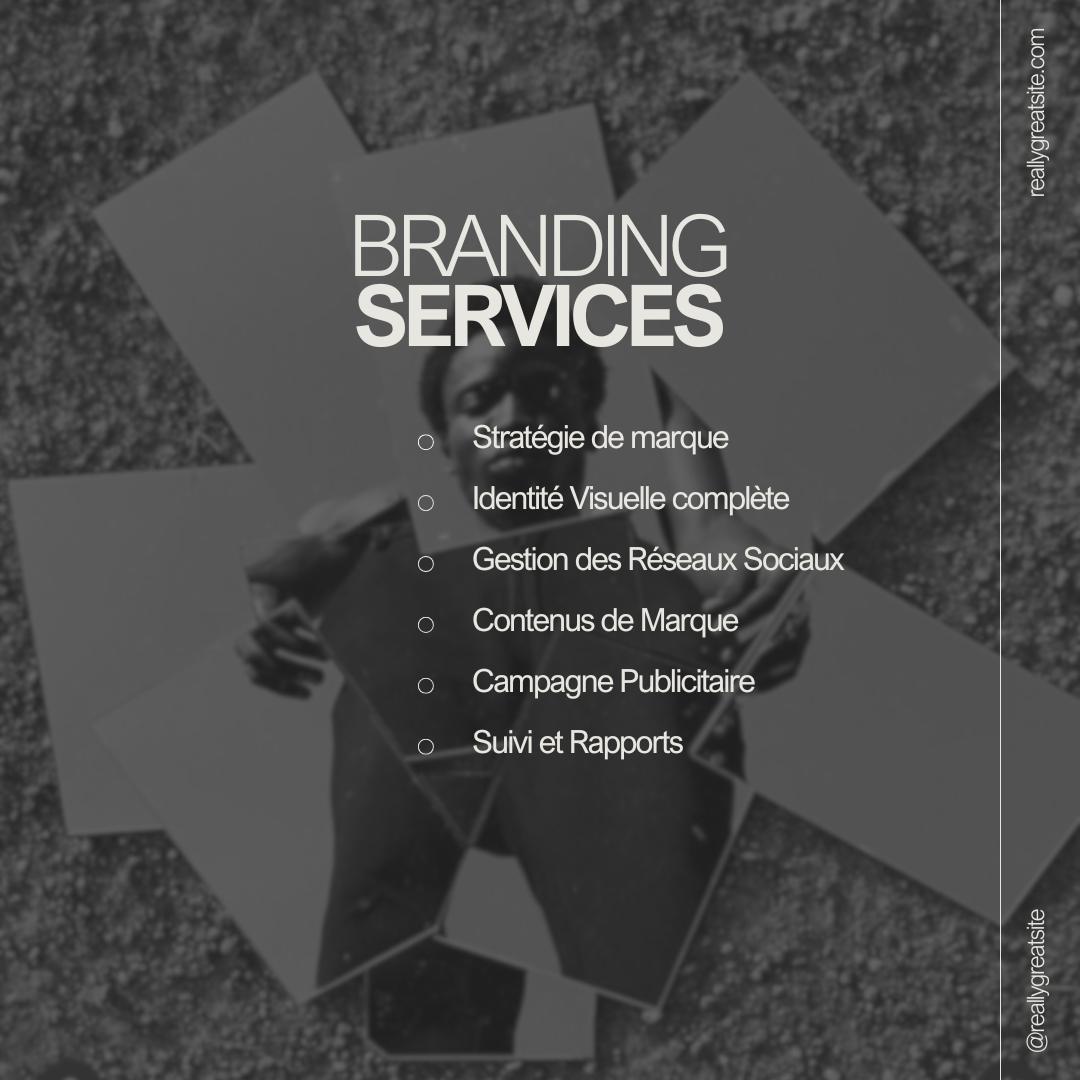 BRANDING
SERVICES
Stratégie de marque
Identité Visuelle complète
Gestion des Réseaux Sociaux
Contenus de Marque
Campagne Publicitaire
Suivi et Rapports
reallygreatsite.com
@reallygreatsite